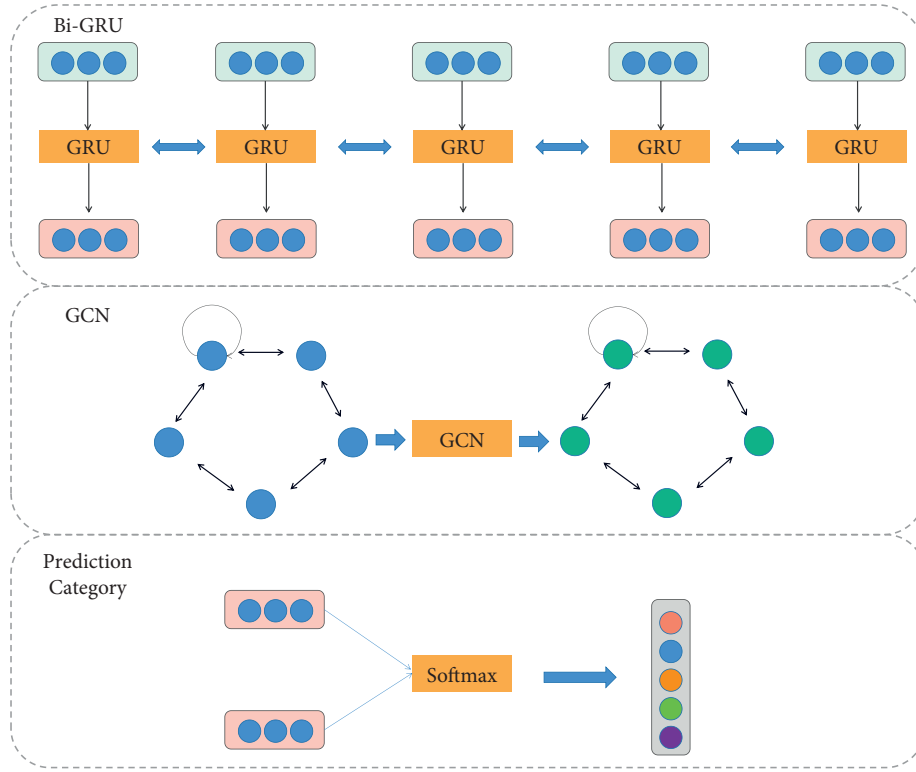 Bi-GRU
GRU
GRU
GRU
GRU
GRU
GCN
GCN
Prediction
Category
Softmax